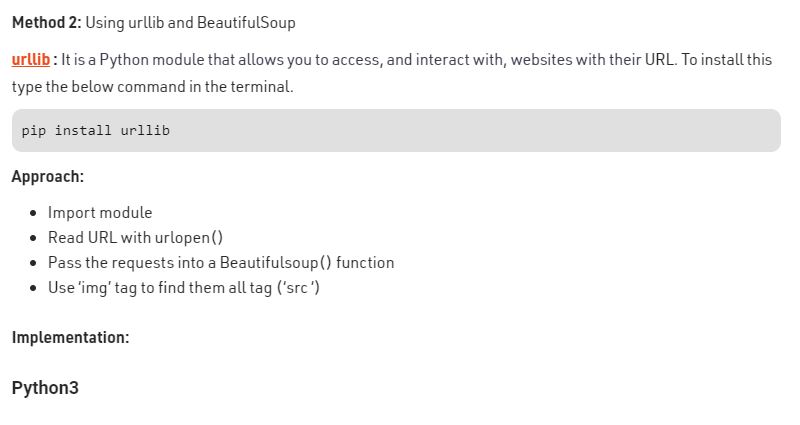 Method 2: Using urllib and BeautifulSoup
urllib : It is a Python module that allows you to access, and interact with, websites with their URL. To install this
type the below command in the terminal.
pip install urllib
Approach:
• Import module
• Read URL with urlopen()
• Pass the requests into a Beautifulsoup() function
• Use ‘img’ tag to find them all tag (‘src ‘)
Implementation:
Python3